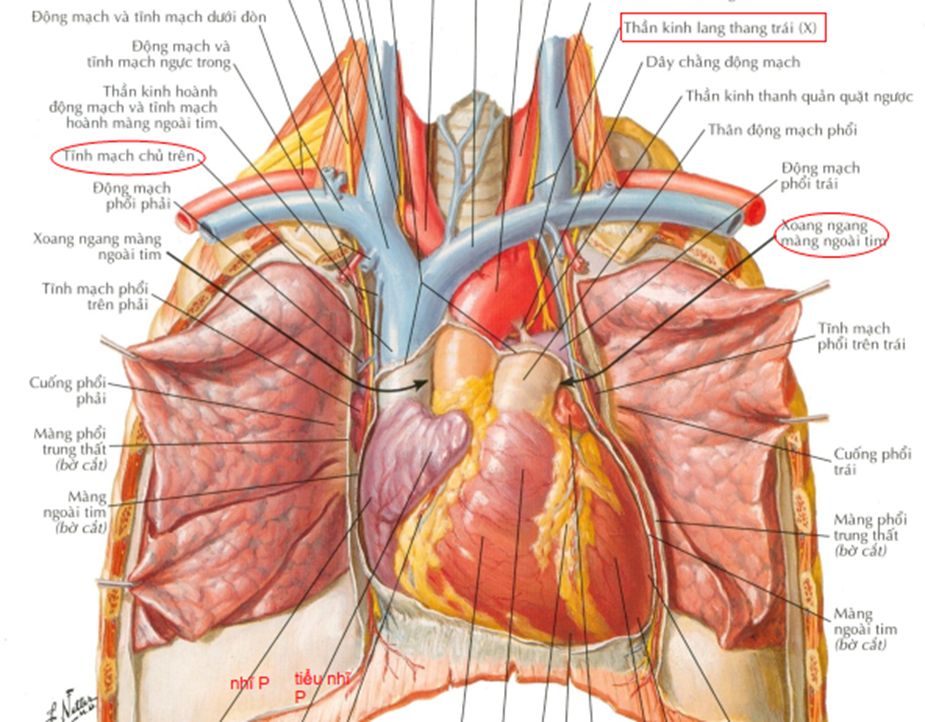 Động mạch và tĩnh mạch dưới đòn
Động mạch và
tĩnh mạch ngực trong
Thần kinh hoành
động mạch và tĩnh mạch
hoành màng ngoài tim
Tĩnh mạch chủ trên
Động mạch
phổi phải
Xoang ngang màng
ngoài tim
Tĩnh mạch phổi
trên phải
Cuống phổi
phải
Màng phổi
trung thất
(bờ cắt)
Màng
ngoài tim
(bờ cắt)
Thần kinh lang thang trái (X)
Dây chằng động mạch
Thần kinh thanh quản quặt ngược
Thân động mạch phổi
Động mạch
phổi trái
Xoang ngang
màng ngoài tim
Tĩnh mạch
phổi trên trái
Cuống phổi
trái
Màng phổi
trung thất
(bờ cắt)
Màng
ngoài tim
(bờ cắt)
nhĩ P
tiểu nhĩ
P